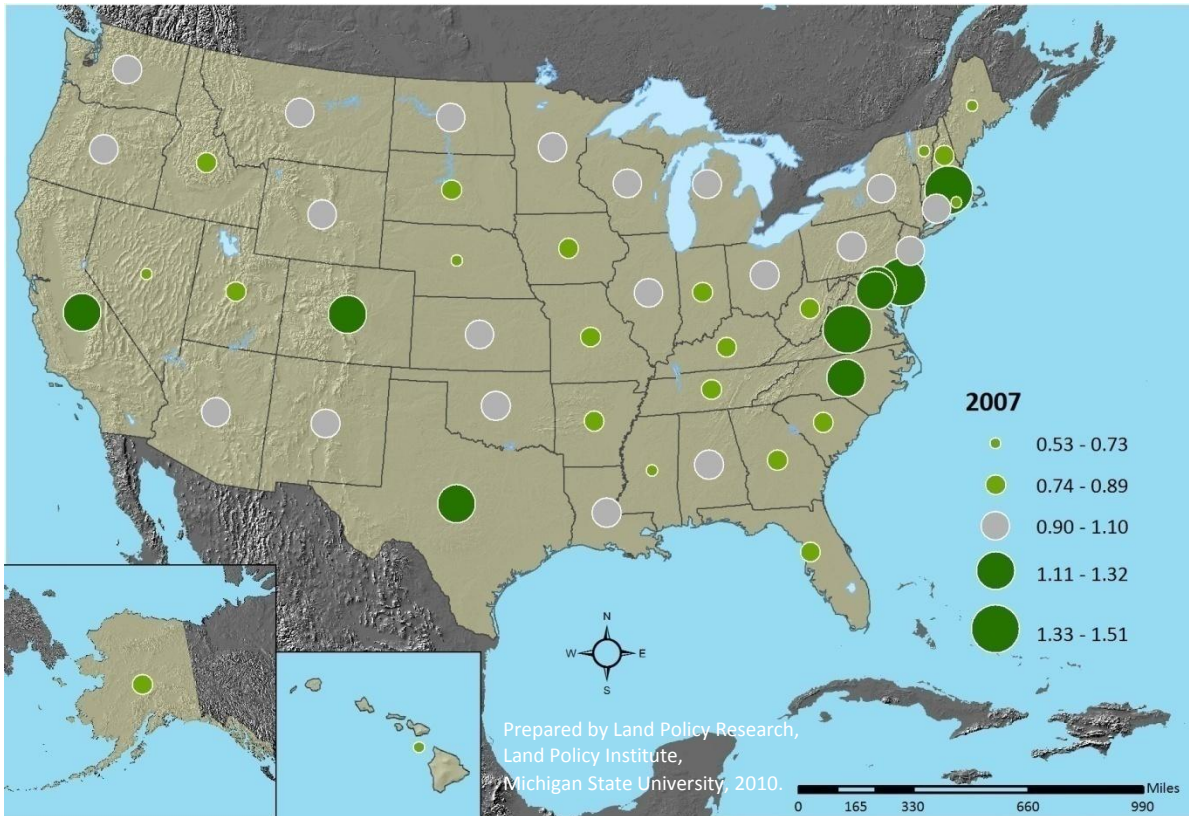 2007
0.53 - 0.73
0.74 - 0.89
0.90 - 1.10
1.11 - 1.32
1.33 - 1.51
N
W E
S
Prepared by Land Policy Research,
Land Policy Institute,
Michigan State University, 2010.
Miles
0 165 330 660 990